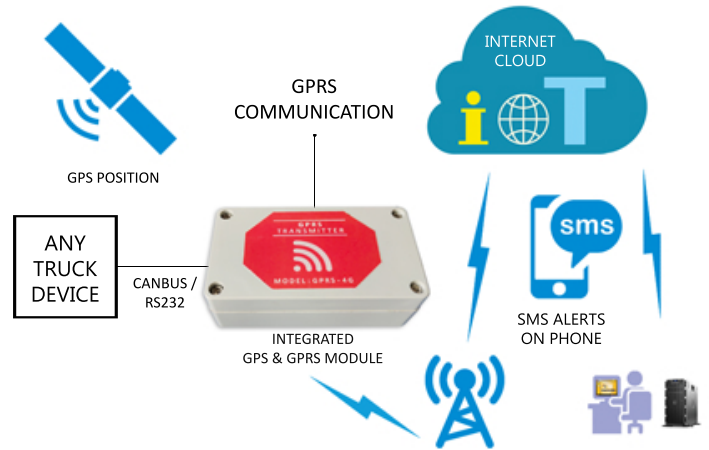 INTERNET
CLOUD
iOT
GPRS
COMMUNICATION
GPS POSITION
GPRS
TRANSMITTER
MODEL:GPRS-4G
ANY
TRUCK
DEVICE
CANBUS /
RS232
INTEGRATED
GPS & GPRS MODULE
sms
SMS ALERTS
ON PHONE